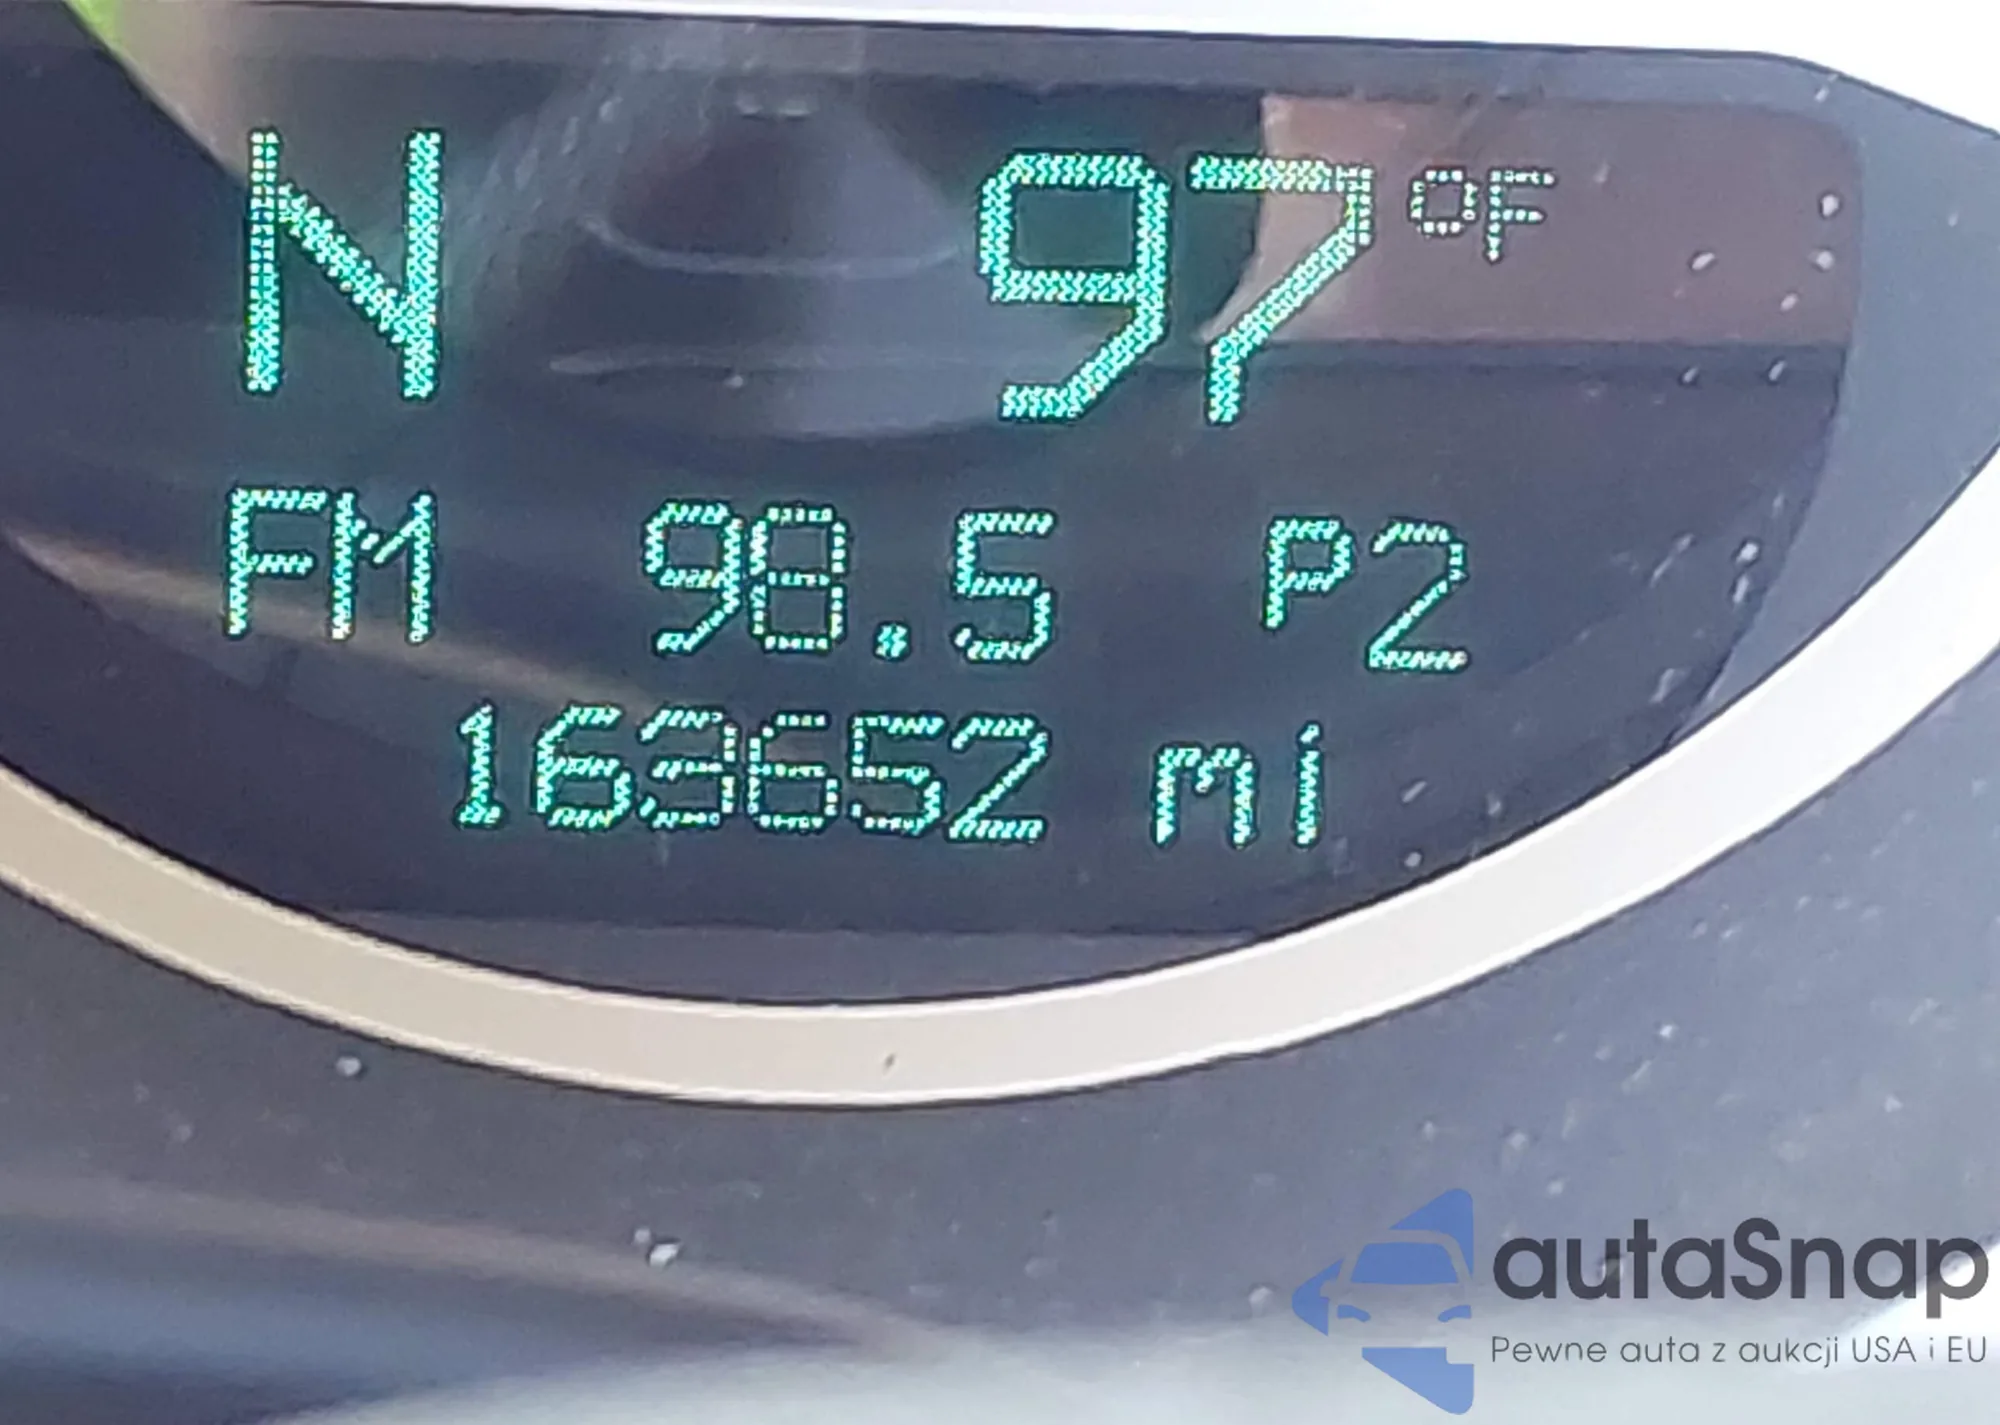 N 97°F
FM 98.5 P2
163652 mi
autaSnap
Pewne auta z aukcji USA i EU